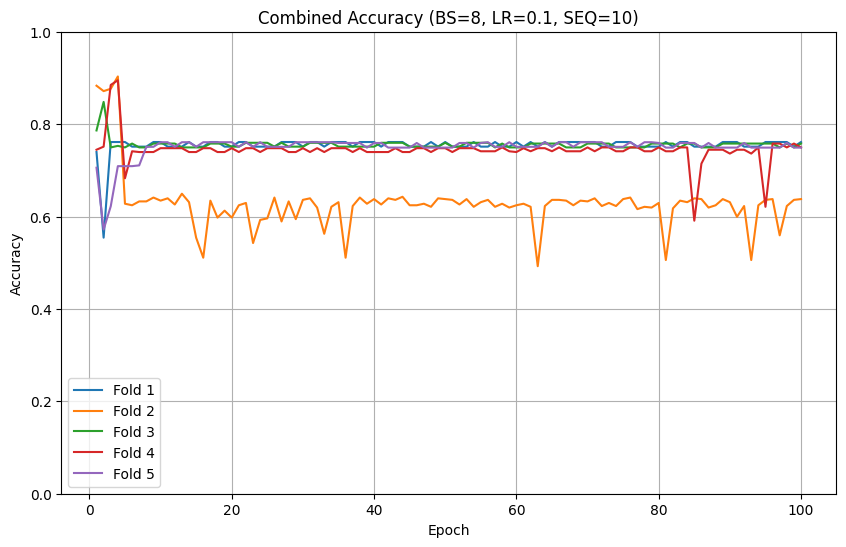 Combined Accuracy (BS=8, LR=0.1, SEQ=10)
1.0
0.8
0.6
0.4
0.2
0.0
Accuracy
Fold 1
Fold 2
Fold 3
Fold 4
Fold 5
0 20 40 60 80 100
Epoch